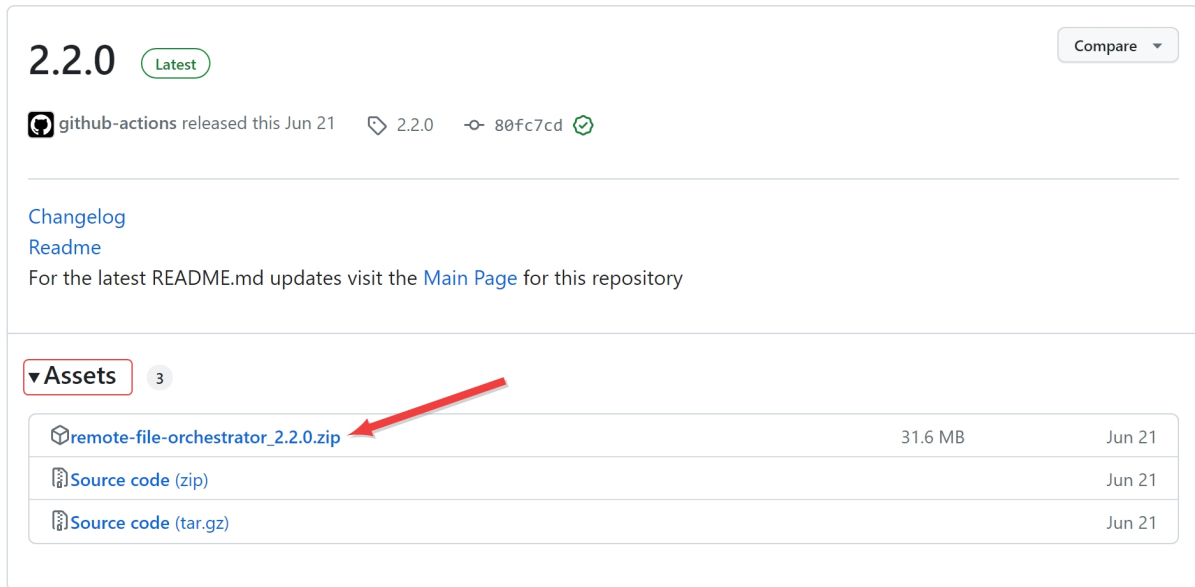 2.2.0 Latest Compare
github-actions released this Jun 21 2.2.0 80fc7cd
Changelog
Readme
For the latest README.md updates visit the Main Page for this repository
Assets 3
remote-file-orchestrator_2.2.0.zip 31.6 MB Jun 21
Source code (zip) Jun 21
Source code (tar.gz) Jun 21